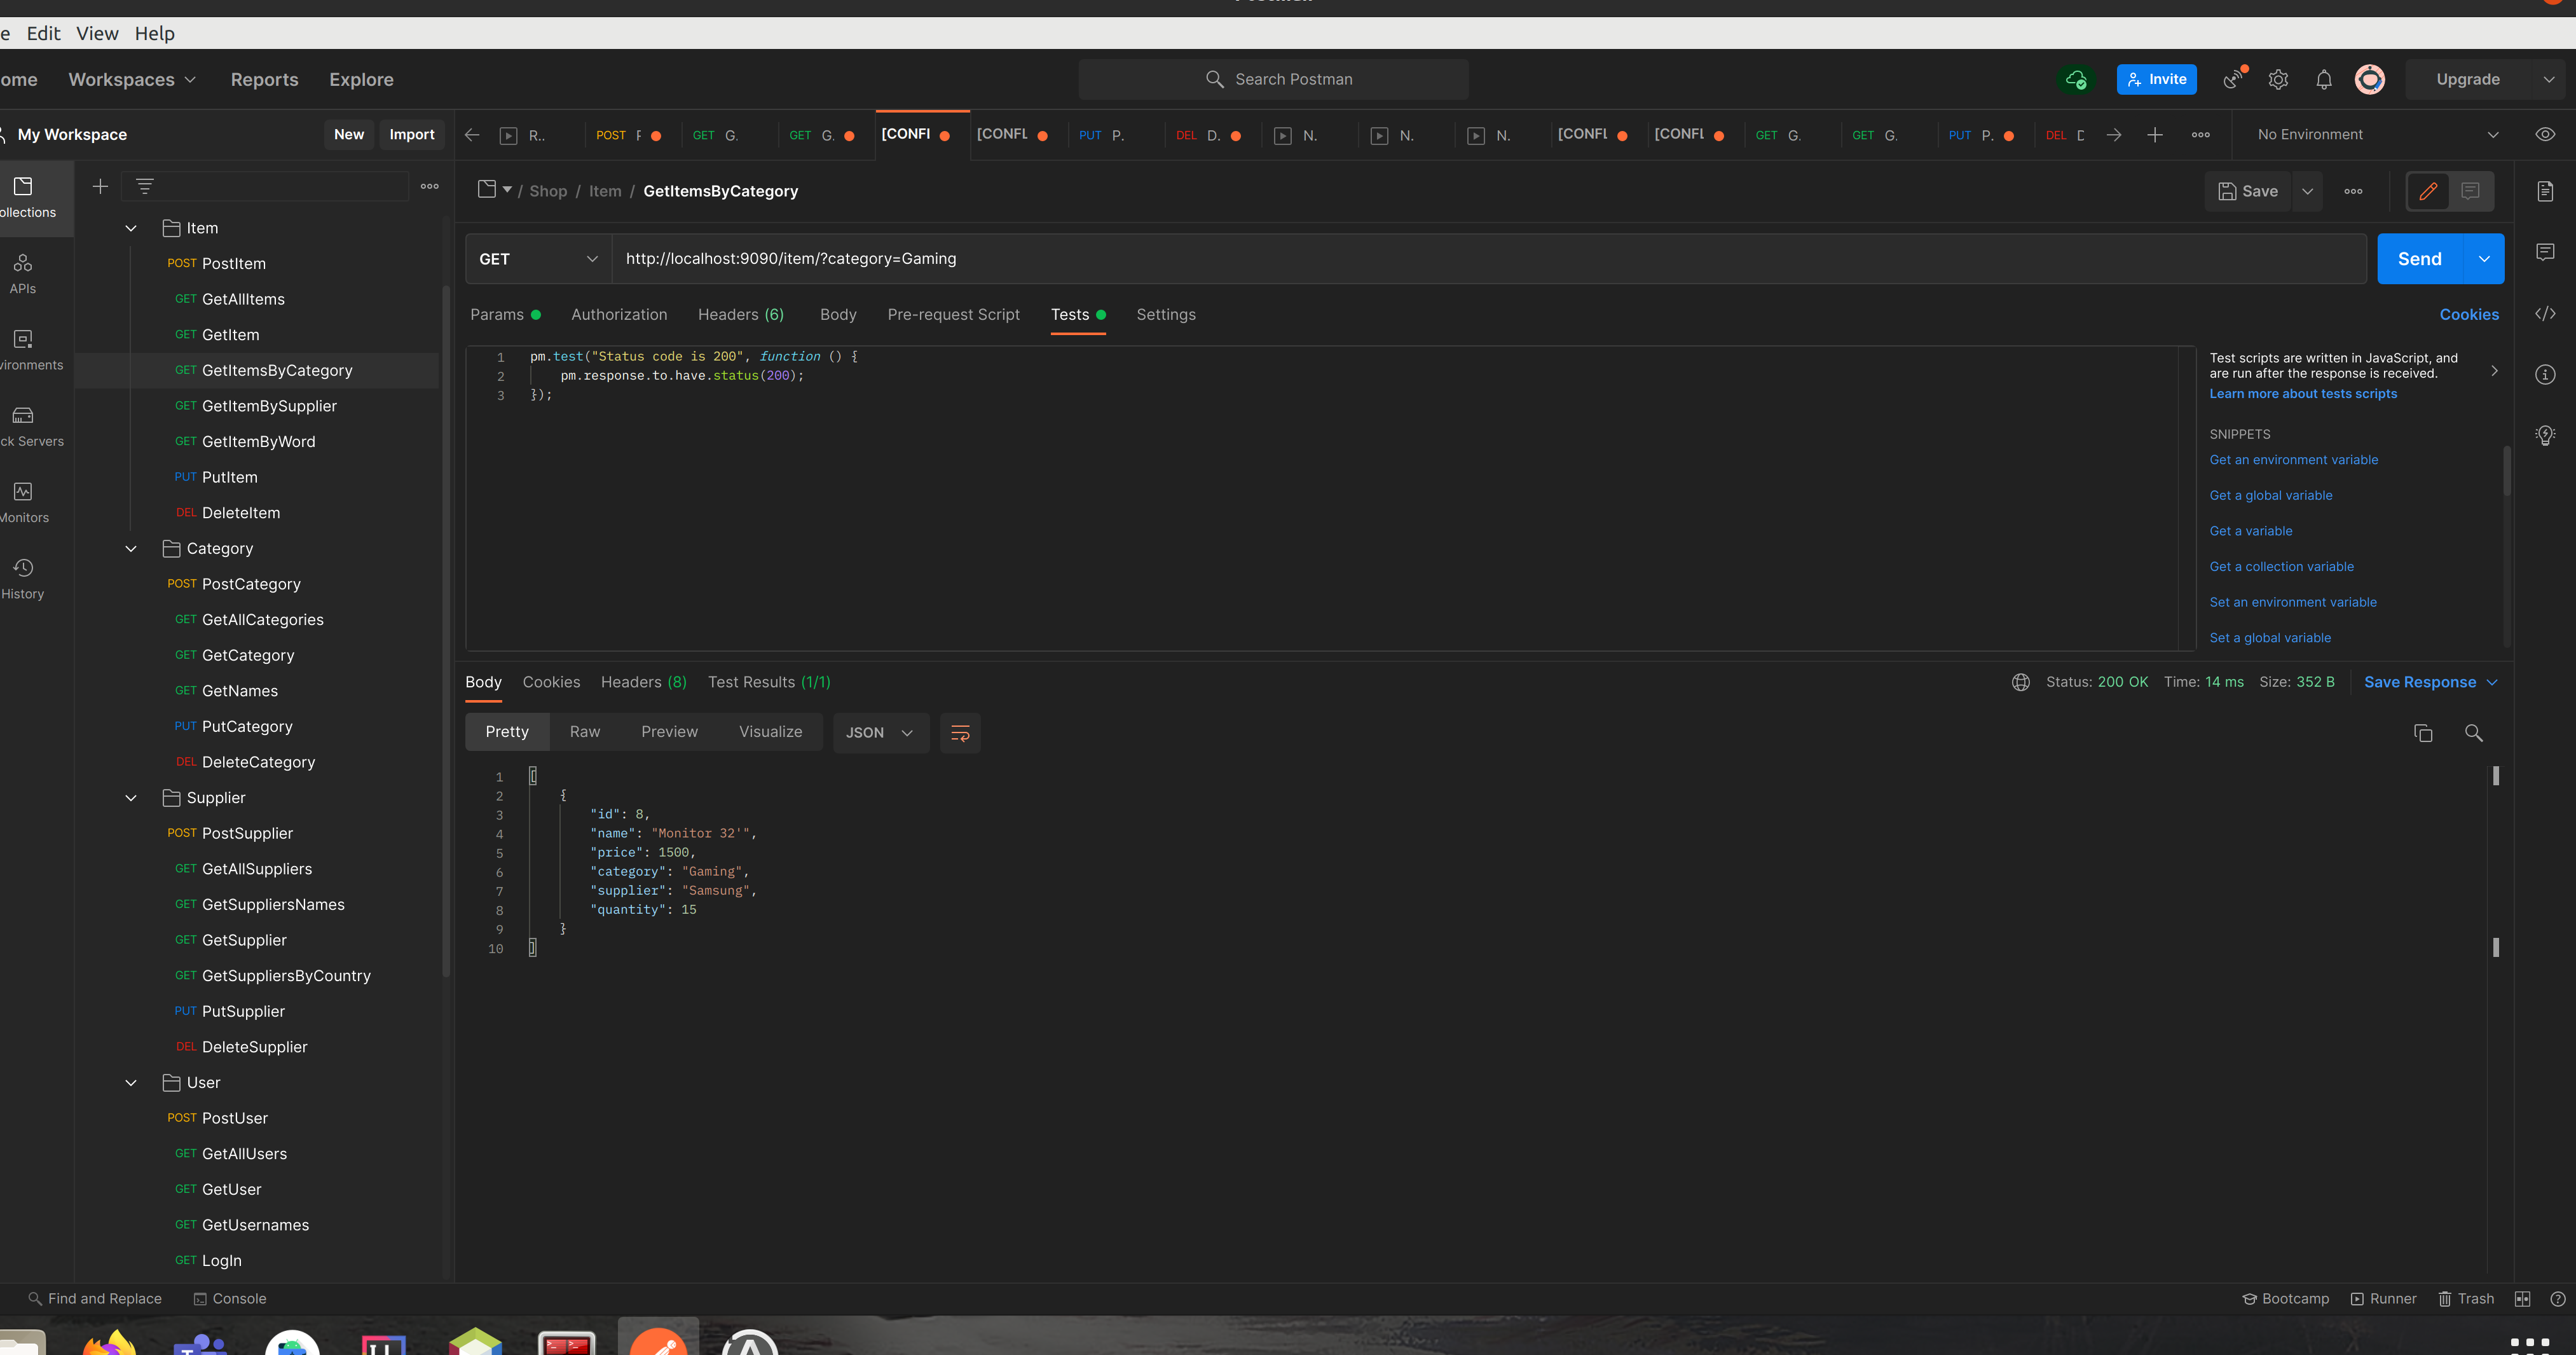 e Edit View Help
ome Workspaces Reports Explore Search Postman Invite Upgrade
My Workspace New Import R.. POST GET G. GET G. [CONFI [CONFL PUT P. DEL D. N. N. N. [CONFL [CONFL GET G. GET G. PUT P. DEL No Environment
/ Shop / Item / GetItemsByCategory Save
GET http://localhost:9090/item/?category=Gaming Send
Params Authorization Headers (6) Body Pre-request Script Tests Settings Cookies
1 pm.test("Status code is 200", function () {
2 pm.response.to.have.status(200);
3 });
Test scripts are written in JavaScript, and
are run after the response is received.
Learn more about tests scripts
SNIPPETS
Get an environment variable
Get a global variable
Get a variable
Get a collection variable
Set an environment variable
Set a global variable
ollections
APIs
vironments
ck Servers
Monitors
History
Item
POST PostItem
GET GetAllItems
GET GetItem
GET GetItemsByCategory
GET GetItemBySupplier
GET GetItemByWord
PUT PutItem
DEL DeleteItem
Category
POST PostCategory
GET GetAllCategories
GET GetCategory
GET GetNames
PUT PutCategory
DEL DeleteCategory
Supplier
POST PostSupplier
GET GetAllSuppliers
GET GetSuppliersNames
GET GetSupplier
GET GetSuppliersByCountry
PUT PutSupplier
DEL DeleteSupplier
User
POST PostUser
GET GetAllUsers
GET GetUser
GET GetUsernames
GET LogIn
Body Cookies Headers (8) Test Results (1/1) Status: 200 OK Time: 14 ms Size: 352 B Save Response
Pretty Raw Preview Visualize JSON
1 [
2 {
3 "id": 8,
4 "name": "Monitor 32'",
5 "price": 1500,
6 "category": "Gaming",
7 "supplier": "Samsung",
8 "quantity": 15
9 }
10 ]
Find and Replace Console Bootcamp Runner Trash